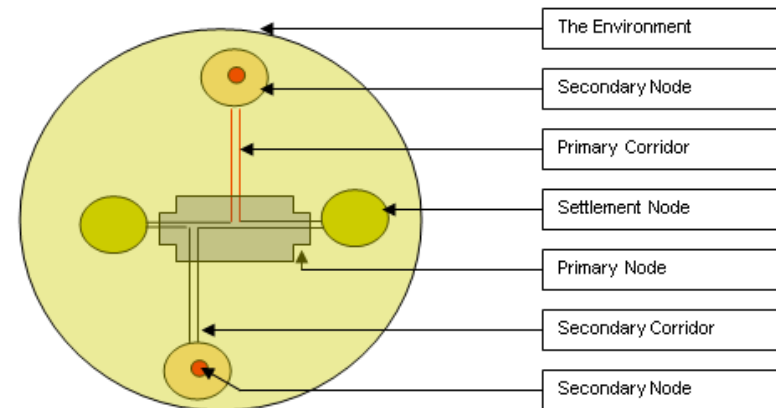 The Environment
Secondary Node
Primary Corridor
Settlement Node
Primary Node
Secondary Corridor
Secondary Node